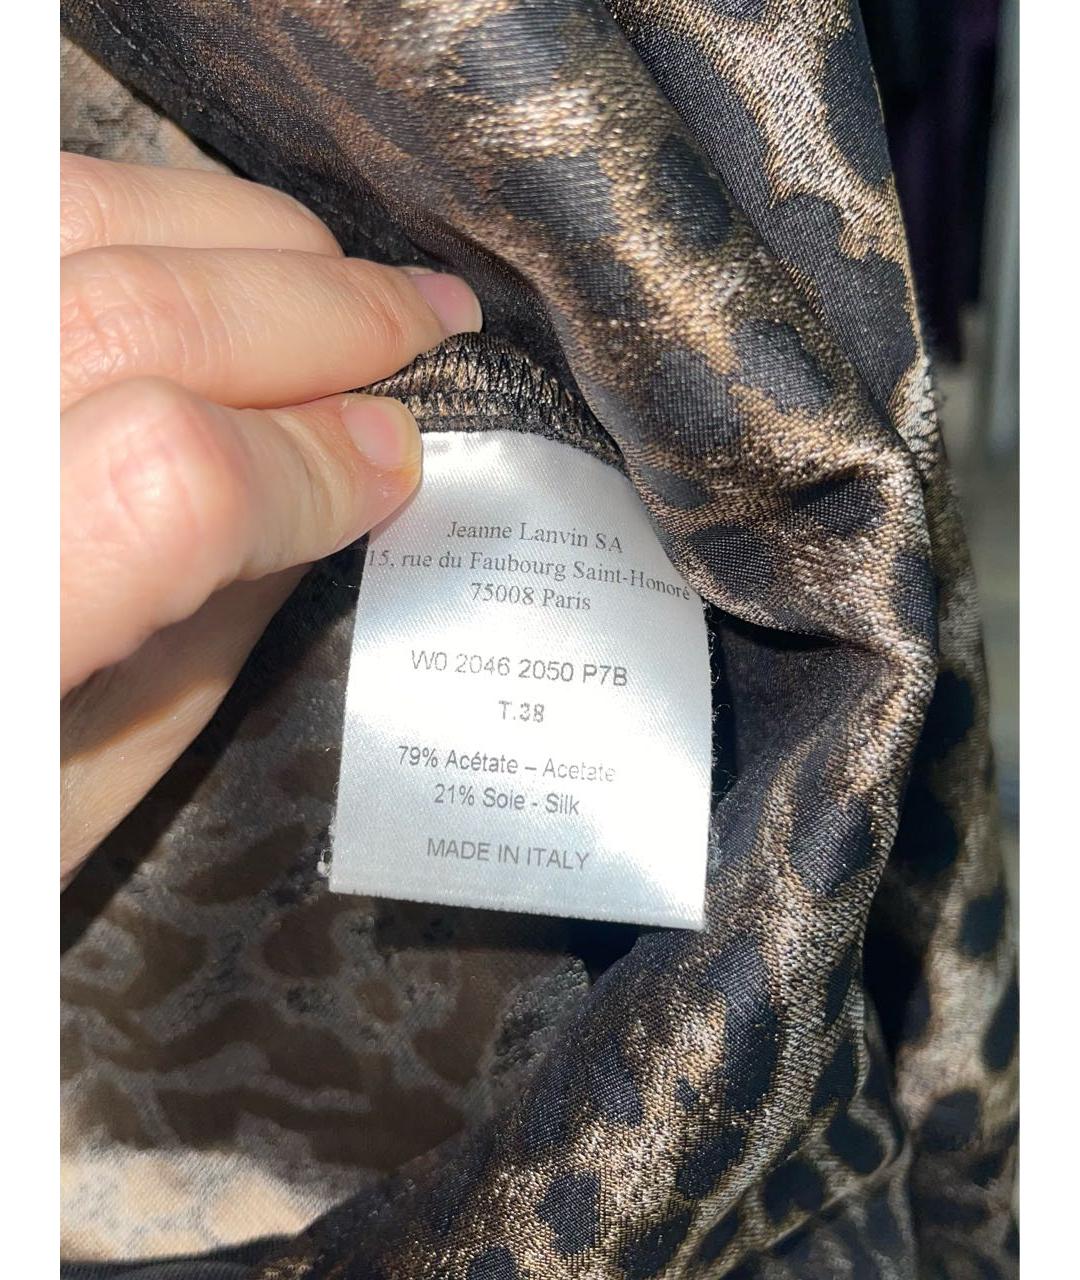 Jeanne Lanvin SA
15, rue du Faubourg Saint-Honoré
75008 Paris
W0 2046 2050 P7B
T.38
79% Acétate – Acetate
21% Soie - Silk
MADE IN ITALY